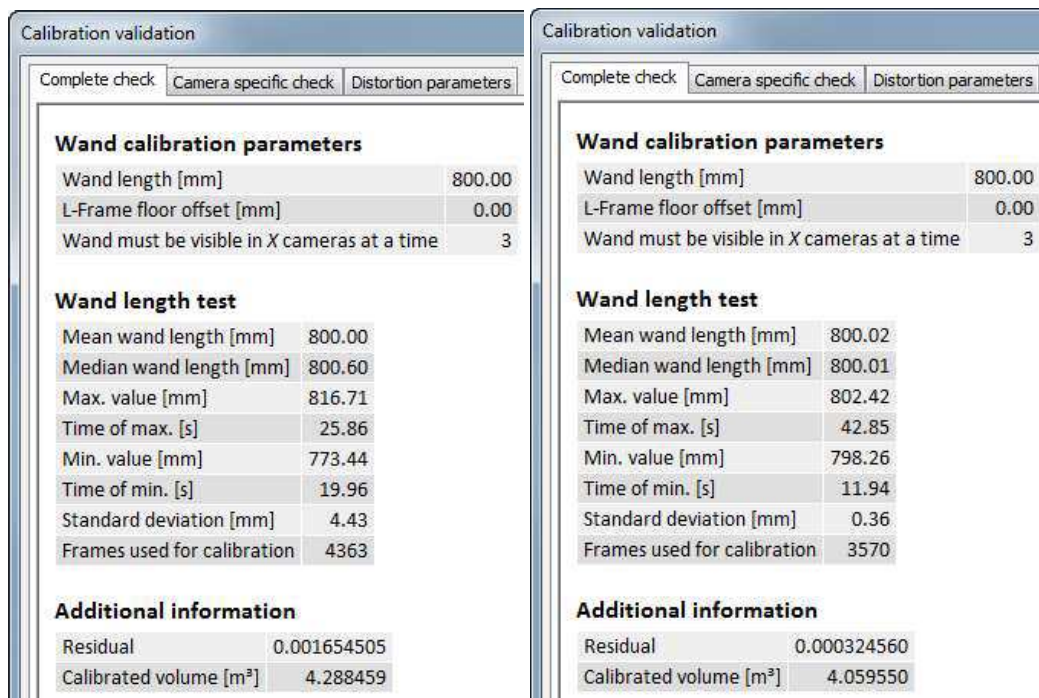 Calibration validation
Complete check Camera specific check Distortion parameters
Wand calibration parameters
Wand length [mm] 800.00
L-Frame floor offset [mm] 0.00
Wand must be visible in X cameras at a time 3
Wand length test
Mean wand length [mm] 800.00
Median wand length [mm] 800.60
Max. value [mm] 816.71
Time of max. [s] 25.86
Min. value [mm] 773.44
Time of min. [s] 19.96
Standard deviation [mm] 4.43
Frames used for calibration 4363
Additional information
Residual 0.001654505
Calibrated volume [m³] 4.288459
Calibration validation
Complete check Camera specific check Distortion parameters
Wand calibration parameters
Wand length [mm] 800.00
L-Frame floor offset [mm] 0.00
Wand must be visible in X cameras at a time 3
Wand length test
Mean wand length [mm] 800.02
Median wand length [mm] 800.01
Max. value [mm] 802.42
Time of max. [s] 42.85
Min. value [mm] 798.26
Time of min. [s] 11.94
Standard deviation [mm] 0.36
Frames used for calibration 3570
Additional information
Residual 0.000324560
Calibrated volume [m³] 4.059550